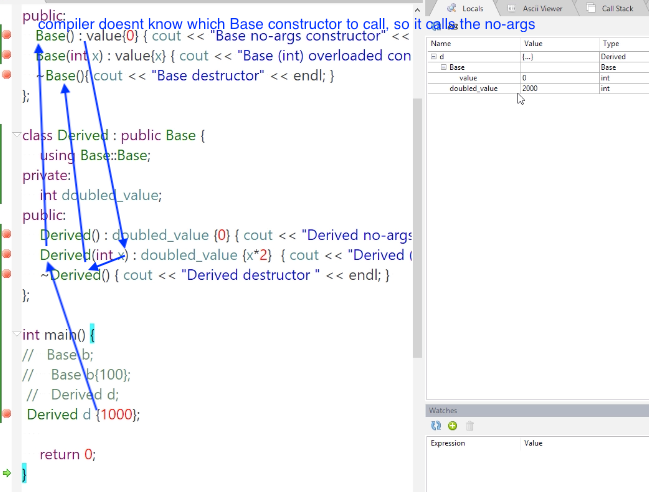 public:
compiler doesnt know which Base constructor to call, so it calls the no-args
Base() : value{0} { cout << "Base no-args constructor" <<
Base(int x) : value{x} { cout << "Base (int) overloaded con
~Base(){ cout << "Base destructor" << endl; }
};
class Derived : public Base {
using Base::Base;
private:
int doubled_value;
public:
Derived() : doubled_value {0} { cout << "Derived no-args
Derived(int x) : doubled_value {x*2} { cout << "Derived (
~Derived() { cout << "Derived destructor " << endl; }
};
int main() {
// Base b;
// Base b{100};
// Derived d;
Derived d {1000};
return 0;
}
Locals Ascii Viewer Call Stack
Name Value Type
d {...} Derived
Base Base
value 0 int
doubled_value 2000 int
Watches
Expression Value